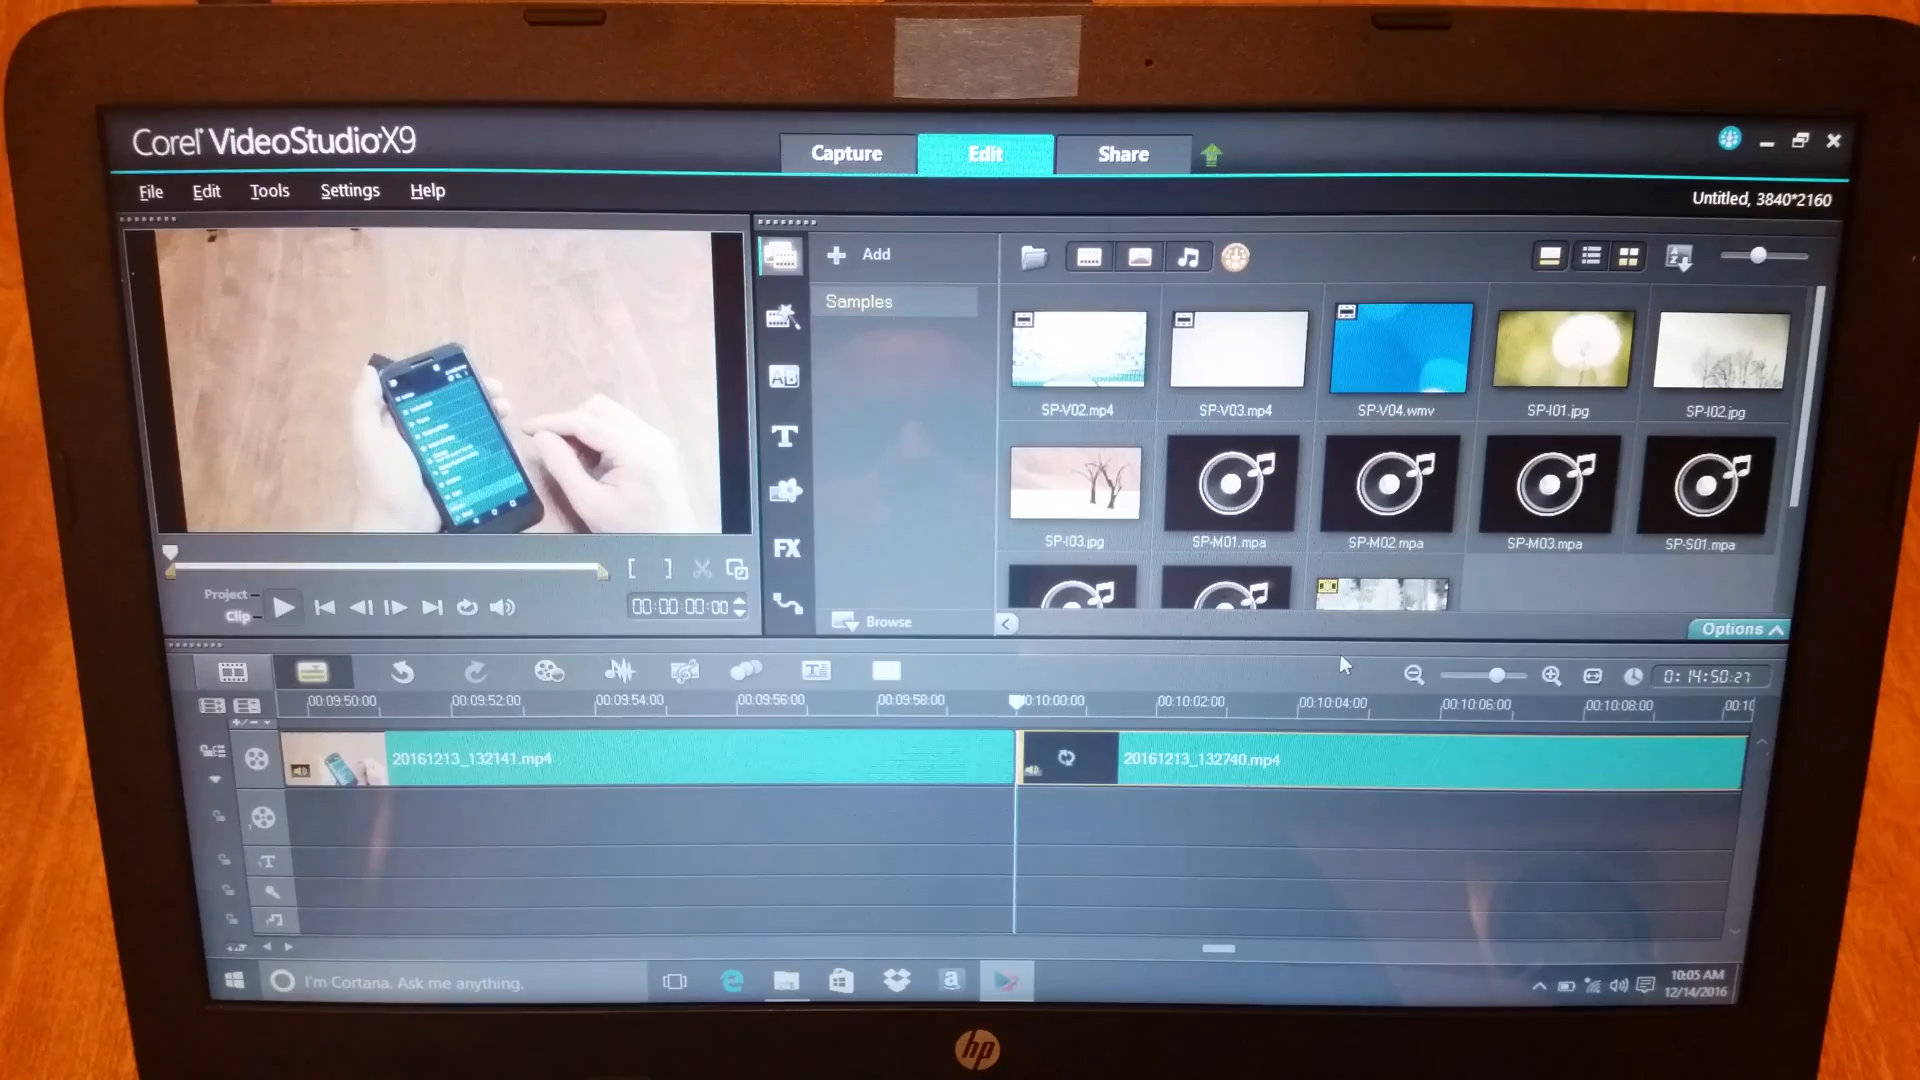 Corel VideoStudio X9
Capture
Edit
Share
File Edit Tools Settings Help
Untitled, 3840*2160
Add
Samples
AB
T
FX
Browse
SP-V02.mp4
SP-V03.mp4
SP-V04.wmv
SP-I01.jpg
SP-I02.jpg
SP-I03.jpg
SP-M01.mpa
SP-M02.mpa
SP-M03.mpa
SP-S01.mpa
Options
Project
Clip
00:00:00:00
0:14:50:27
00:09:50:00
00:09:52:00
00:09:54:00
00:09:56:00
00:09:58:00
00:10:00:00
00:10:02:00
00:10:04:00
00:10:06:00
00:10:08:00
00:10
20161213_132141.mp4
20161213_132740.mp4
1
1T
I'm Cortana. Ask me anything.
a
10:05 AM
12/14/2016
hp